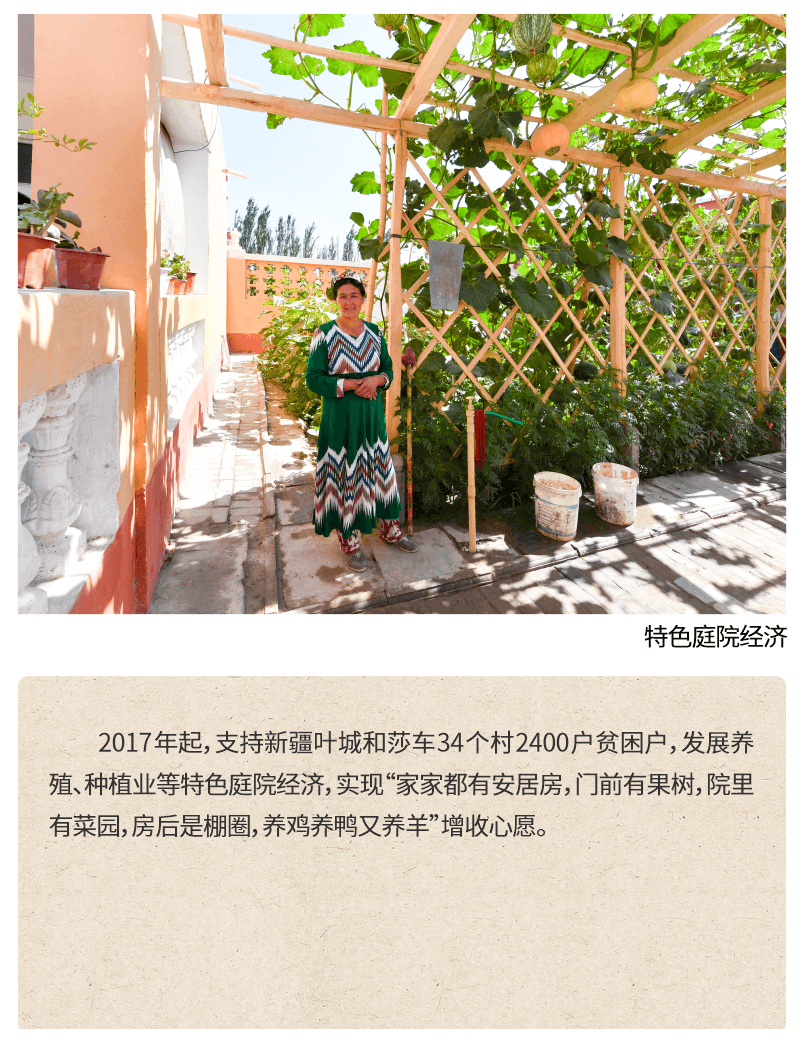 特色庭院经济
2017年起，支持新疆叶城和莎车34个村2400户贫困户，发展养
殖、种植业等特色庭院经济，实现“家家都有安居房，门前有果树，院里
有菜园，房后是棚圈，养鸡养鸭又养羊”增收心愿。